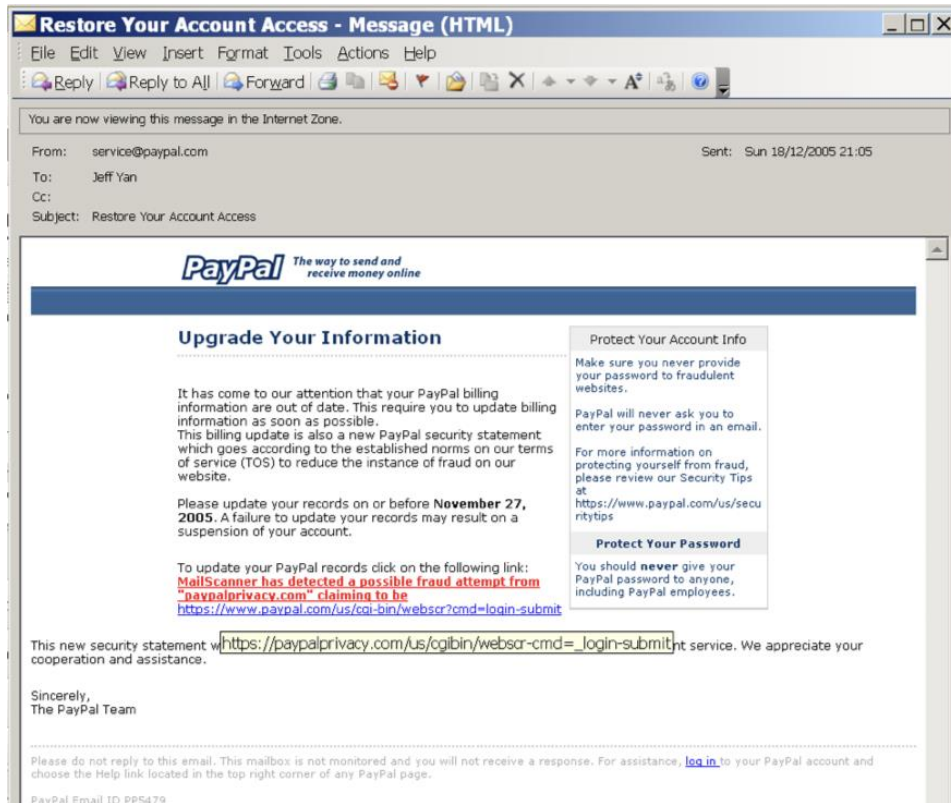 Restore Your Account Access - Message (HTML)
File Edit View Insert Format Tools Actions Help
Reply Reply to All Forward
You are now viewing this message in the Internet Zone.
From: service@paypal.com Sent: Sun 18/12/2005 21:05
To: Jeff Yan
Cc:
Subject: Restore Your Account Access
PayPal The way to send and
receive money online
Upgrade Your Information
It has come to our attention that your PayPal billing
information are out of date. This require you to update billing
information as soon as possible.
This billing update is also a new PayPal security statement
which goes according to the established norms on our terms
of service (TOS) to reduce the instance of fraud on our
website.
Please update your records on or before November 27,
2005. A failure to update your records may result on a
suspension of your account.
To update your PayPal records click on the following link:
MailScanner has detected a possible fraud attempt from
"paypalprivacy.com" claiming to be
https://www.paypal.com/us/cgi-bin/webscr?cmd=login-submit
Protect Your Account Info
Make sure you never provide
your password to fraudulent
websites.
PayPal will never ask you to
enter your password in an email.
For more information on
protecting yourself from fraud,
please review our Security Tips
at
https://www.paypal.com/us/secu
ritytips
Protect Your Password
You should never give your
PayPal password to anyone,
including PayPal employees.
https://paypalprivacy.com/us/cgibin/webscr-cmd=_login-submit
This new security statement w nt service. We appreciate your
cooperation and assistance.
Sincerely,
The PayPal Team
Please do not reply to this email. This mailbox is not monitored and you will not receive a response. For assistance, log in to your PayPal account and
choose the Help link located in the top right corner of any PayPal page.
PayPal Email ID PP5479